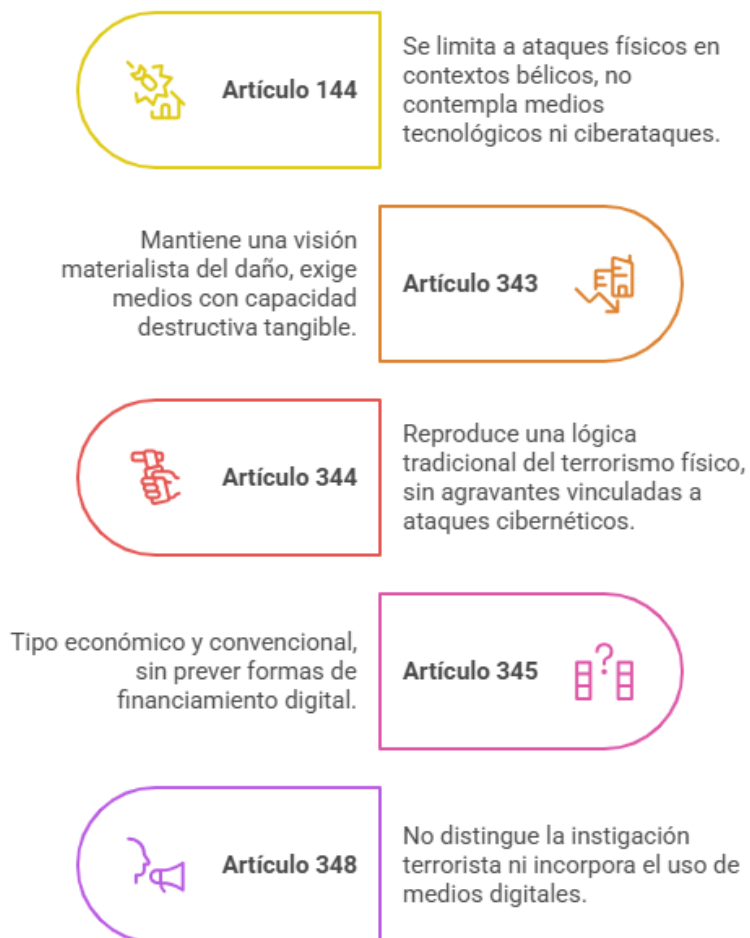 Artículo 144
Se limita a ataques físicos en
contextos bélicos, no
contempla medios
tecnológicos ni ciberataques.
Mantiene una visión
materialista del daño, exige
medios con capacidad
destructiva tangible.
Artículo 343
Artículo 344
Reproduce una lógica
tradicional del terrorismo físico,
sin agravantes vinculadas a
ataques cibernéticos.
Tipo económico y convencional,
sin prever formas de
financiamiento digital.
Artículo 345
Artículo 348
No distingue la instigación
terrorista ni incorpora el uso de
medios digitales.